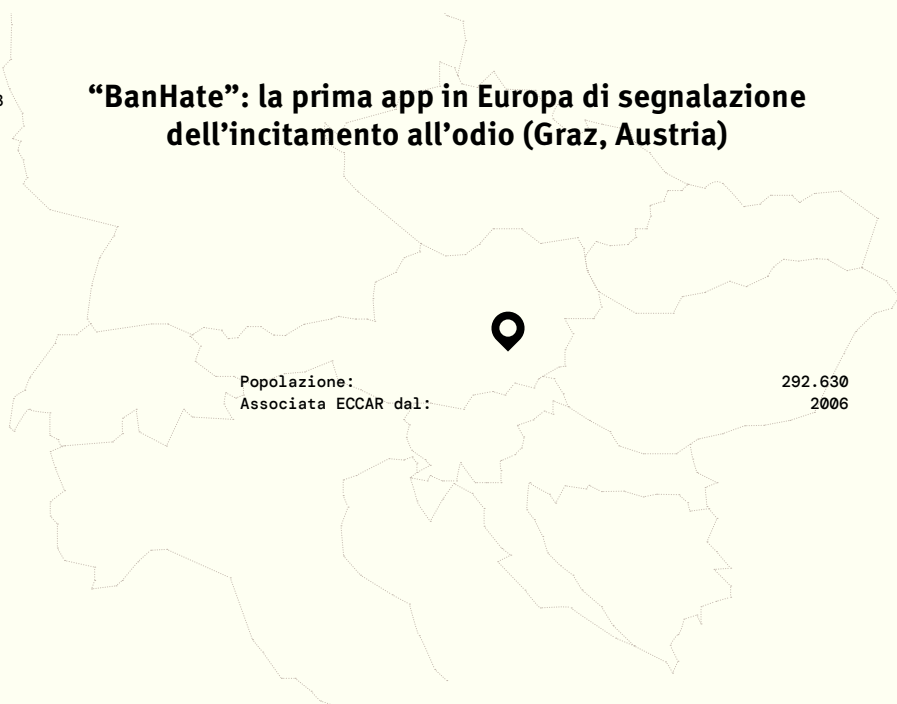 “BanHate”: la prima app in Europa di segnalazione
dell’incitamento all’odio (Graz, Austria)
Popolazione: 292.630
Associata ECCAR dal: 2006